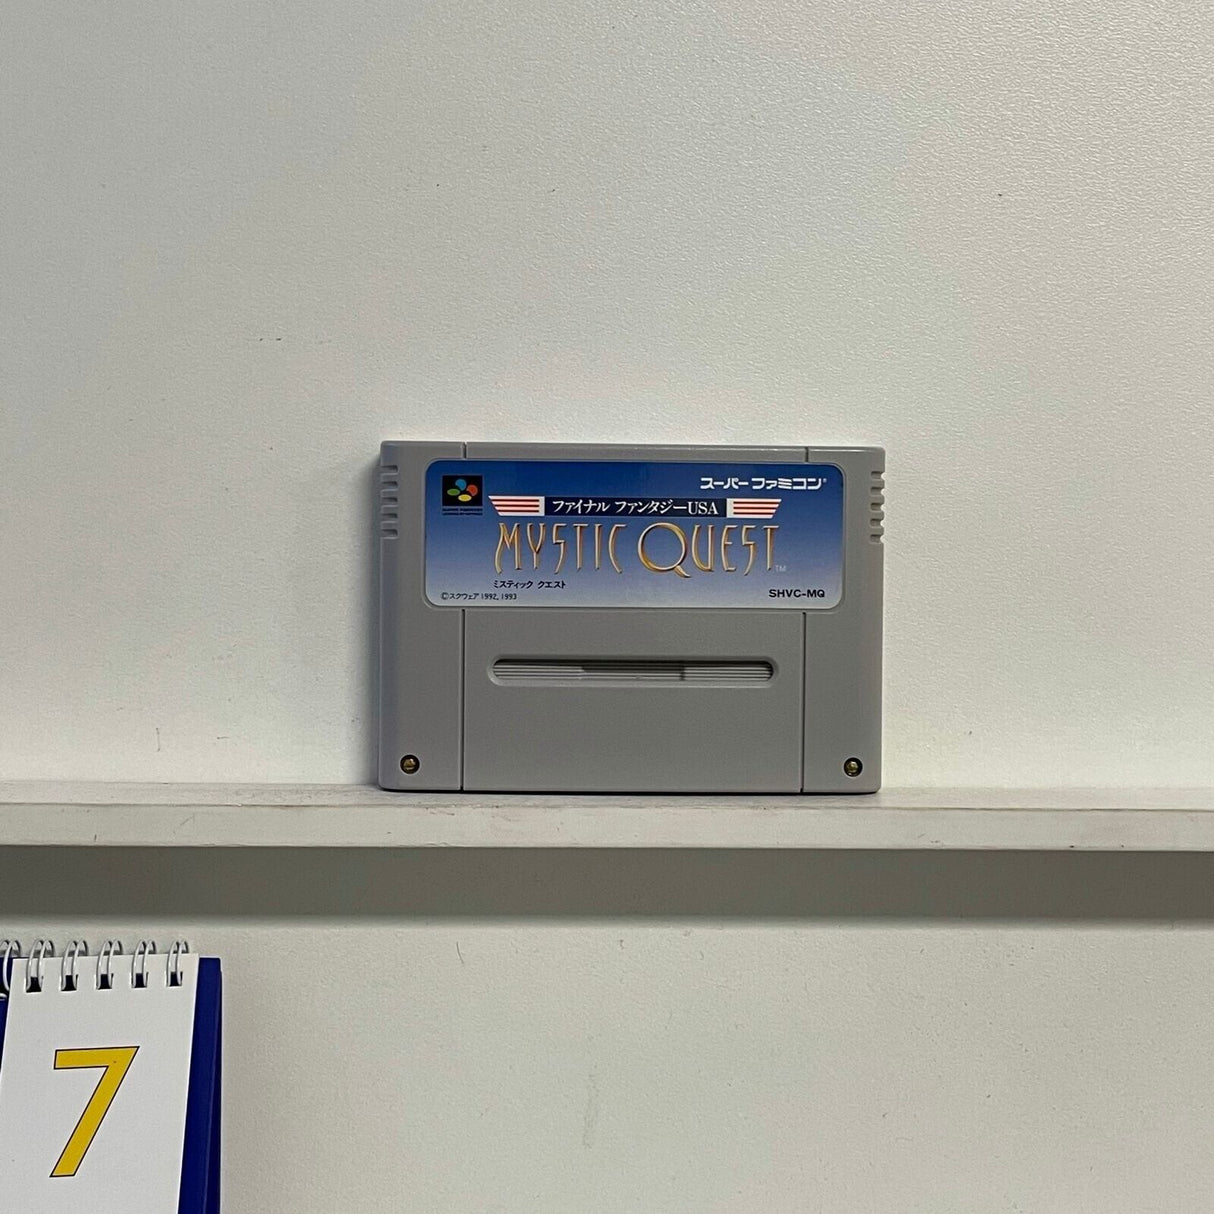 スーパーファミコン®
ファイナル ファンタジーUSA
MYSTIC QUEST™
ミスティック クエスト
©スクウェア 1992, 1993
SHVC-MQ
7